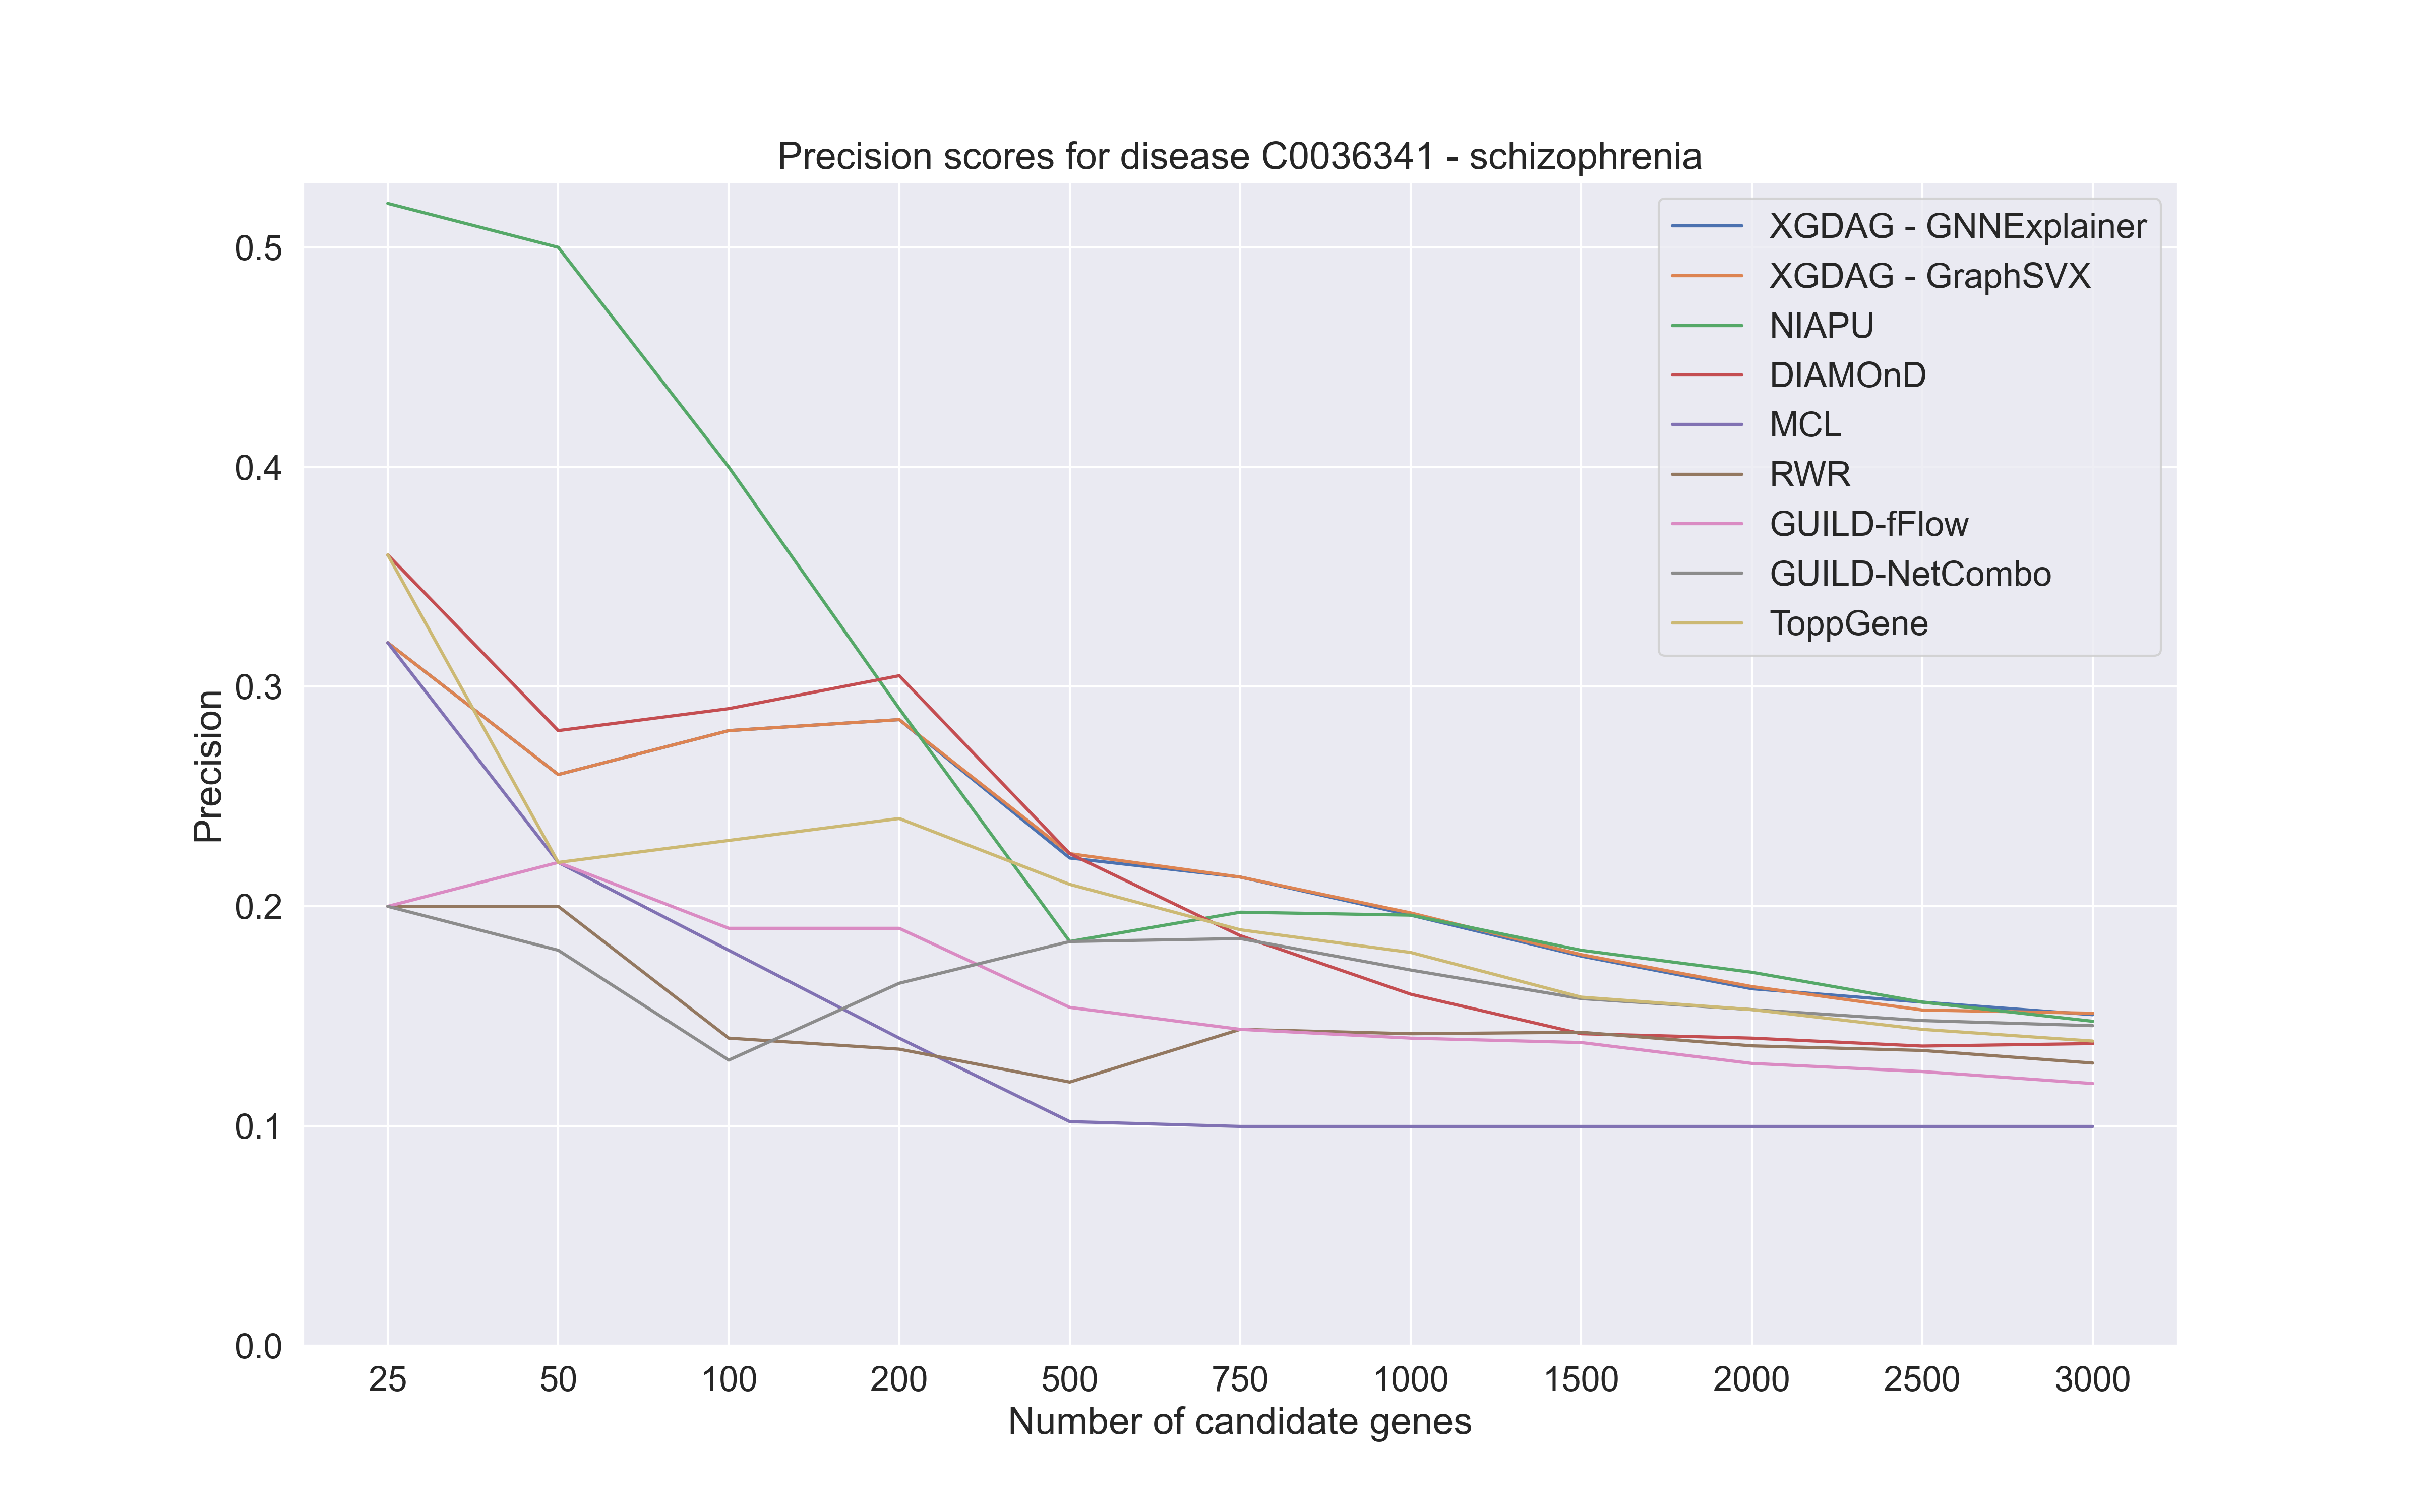 Precision scores for disease C0036341 - schizophrenia
XGDAG - GNNExplainer
XGDAG - GraphSVX
NIAPU
DIAMOnD
MCL
RWR
GUILD-fFlow
GUILD-NetCombo
ToppGene
Precision
0.5
0.4
0.3
0.2
0.1
0.0
25 50 100 200 500 750 1000 1500 2000 2500 3000
Number of candidate genes